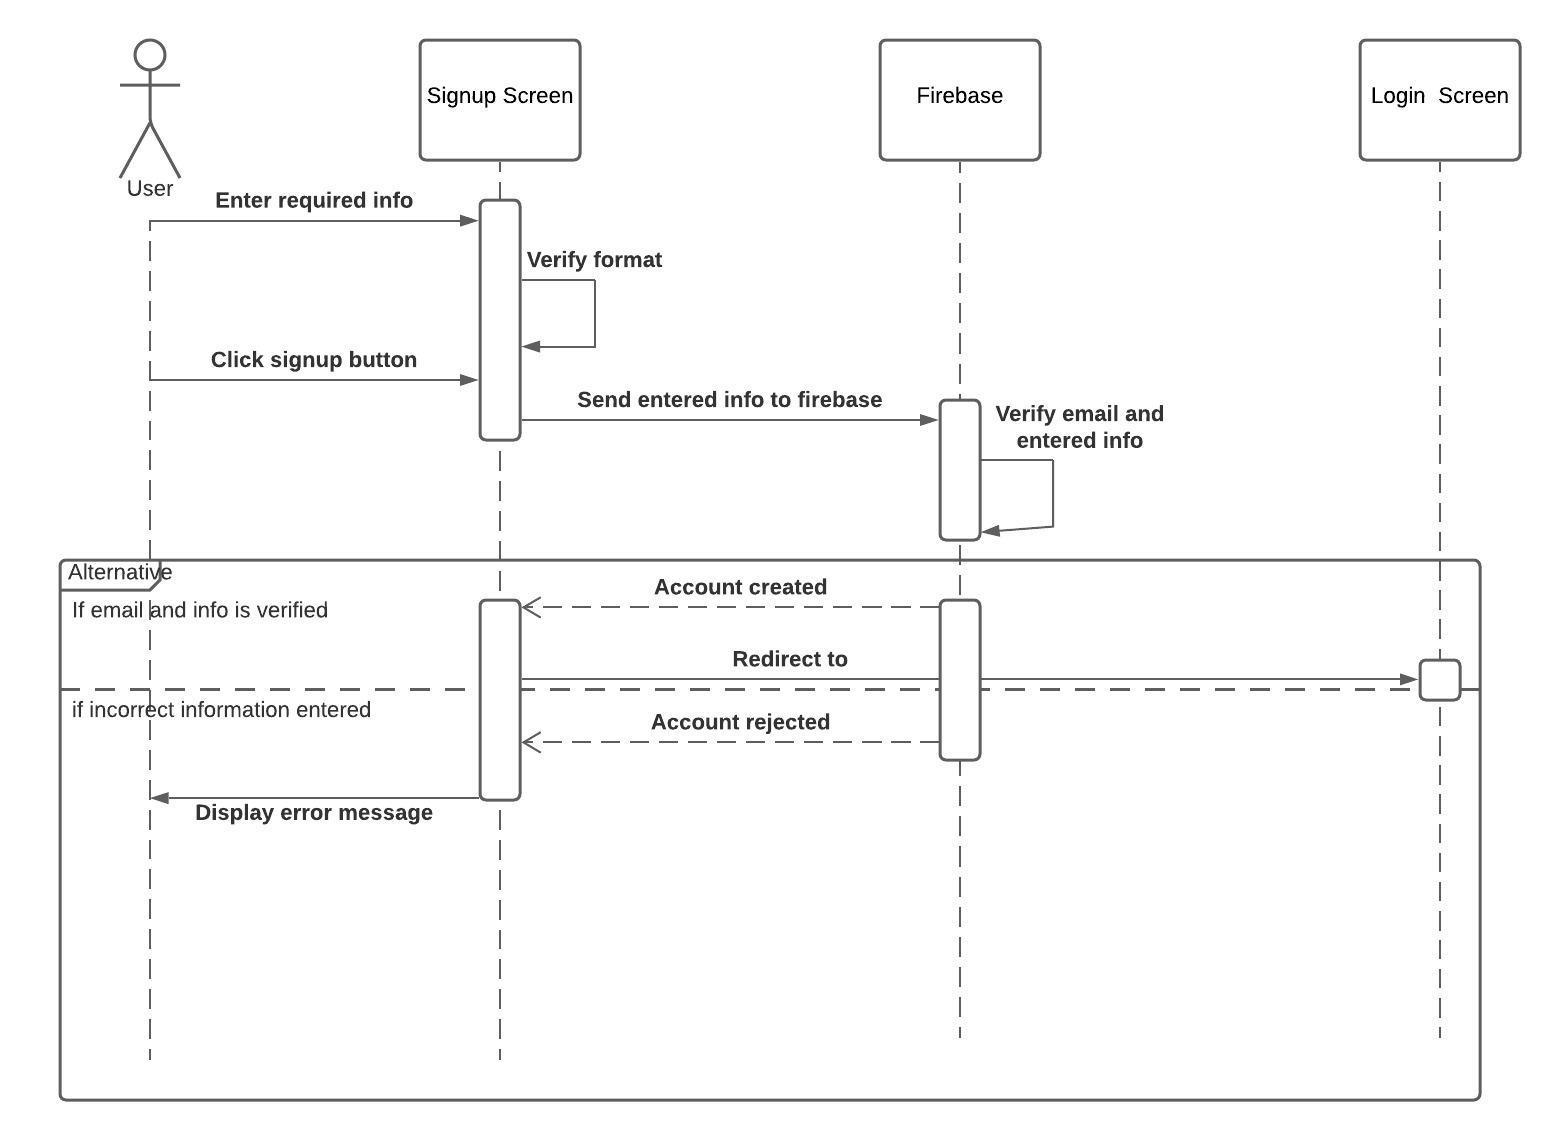 Signup Screen
Firebase
Login  Screen
User
Enter required info
Verify format
Click signup button
Send entered info to firebase
Verify email and
entered info
Alternative
Account created
If email and info is verified
Redirect to
if incorrect information entered
Account rejected
Display error message